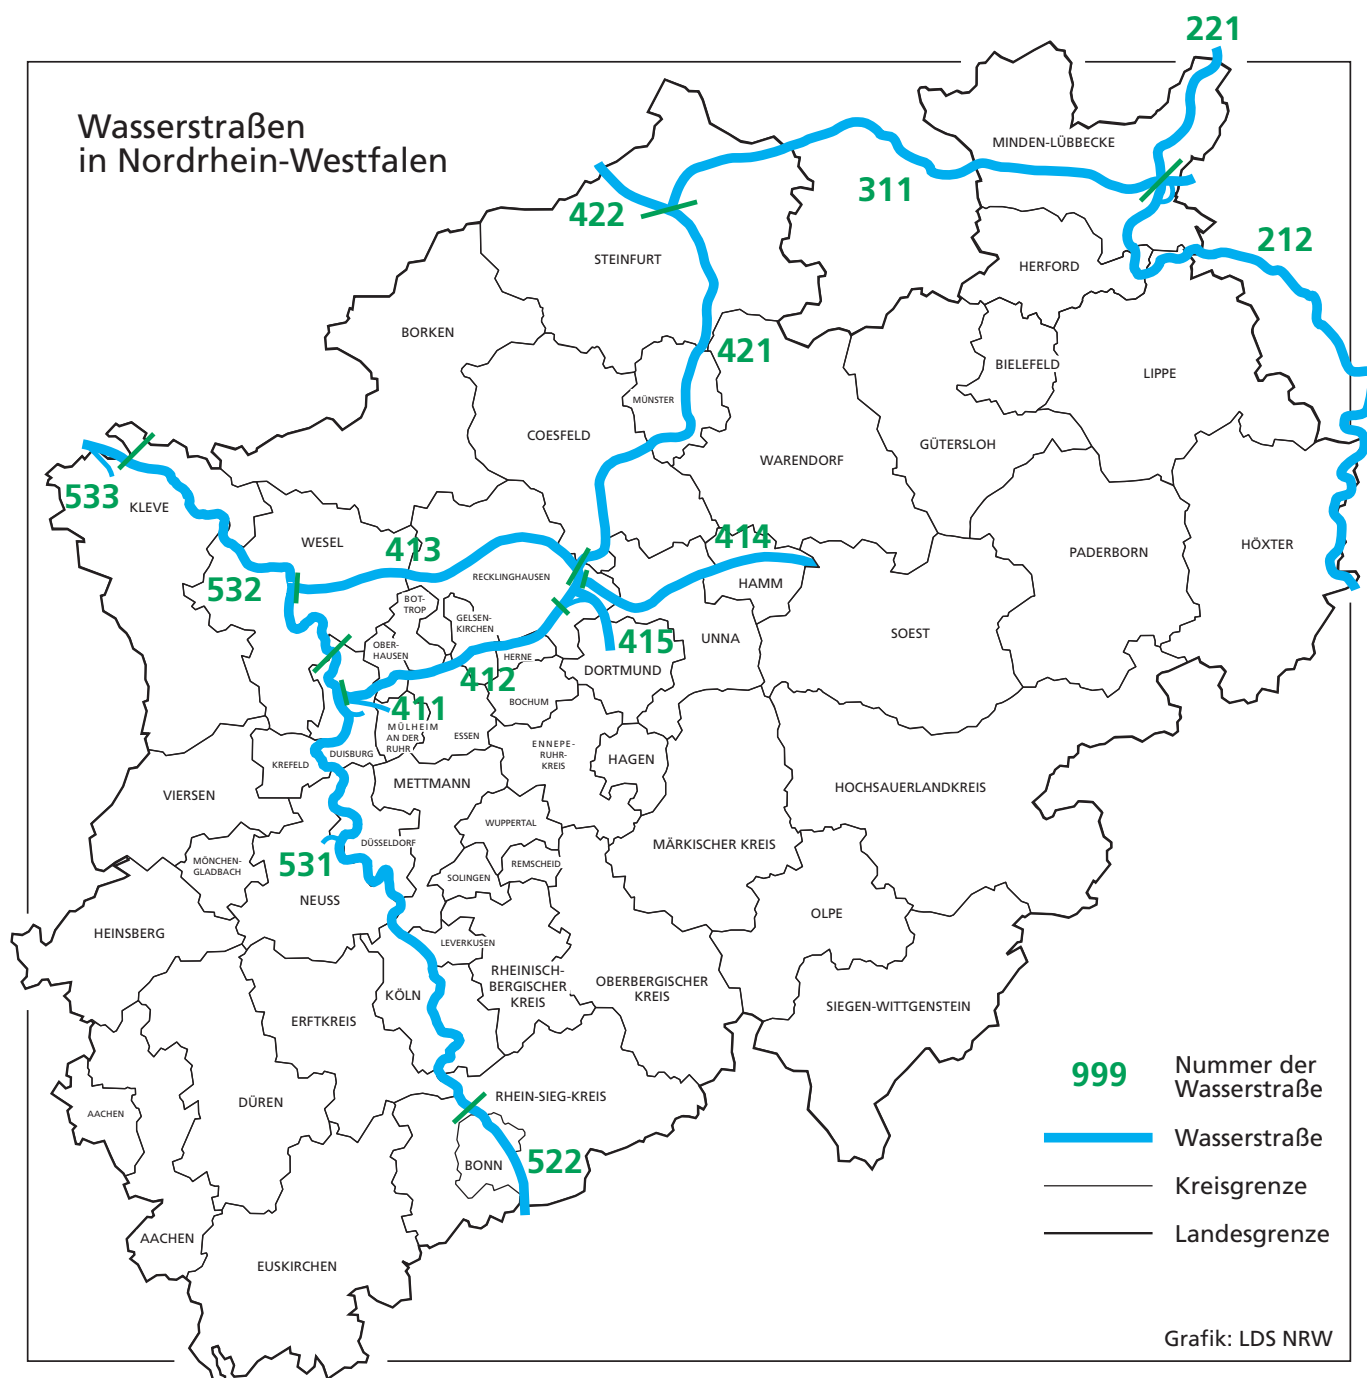 221
Wasserstraßen
in Nordrhein-Westfalen
MINDEN-LÜBBECKE
311
422
212
STEINFURT
HERFORD
BORKEN
421
BIELEFELD
LIPPE
MÜNSTER
COESFELD
GÜTERSLOH
WARENDORF
533
KLEVE
WESEL
413
414
PADERBORN
HÖXTER
532
RECKLINGHAUSEN
HAMM
BOT-
TROP
GELSEN-
KIRCHEN
415
UNNA
SOEST
OBER-
HAUSEN
HERNE
DORTMUND
412
411
BOCHUM
MÜLHEIM
AN DER
RUHR
ESSEN
DUISBURG
ENNEPE-
RUHR-
KREIS
HAGEN
KREFELD
METTMANN
HOCHSAUERLANDKREIS
VIERSEN
WUPPERTAL
DÜSSELDORF
MÄRKISCHER KREIS
531
MÖNCHEN-
GLADBACH
REMSCHEID
SOLINGEN
NEUSS
OLPE
HEINSBERG
LEVERKUSEN
RHEINISCH-
BERGISCHER
KREIS
OBERBERGISCHER
KREIS
KÖLN
SIEGEN-WITTGENSTEIN
ERFTKREIS
999
Nummer der
Wasserstraße
RHEIN-SIEG-KREIS
DÜREN
AACHEN
Wasserstraße
BONN
522
Kreisgrenze
AACHEN
Landesgrenze
EUSKIRCHEN
Grafik: LDS NRW